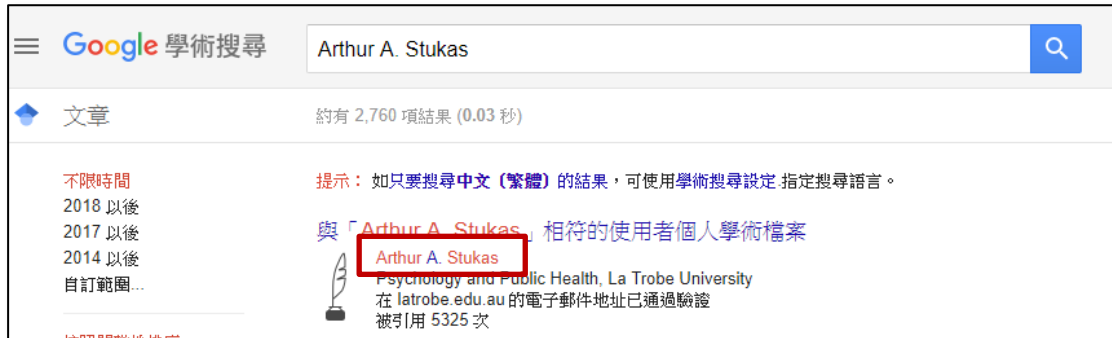 Google 學術搜尋
Arthur A. Stukas
文章
約有 2,760 項結果 (0.03 秒)
不限時間
2018 以後
2017 以後
2014 以後
自訂範圍...
提示： 如只要搜尋中文（繁體）的結果，可使用學術搜尋設定.指定搜尋語言。
與「Arthur A. Stukas」相符的使用者個人學術檔案
Arthur A. Stukas
Psychology and Public Health, La Trobe University
在 latrobe.edu.au 的電子郵件地址已通過驗證
被引用 5325 次